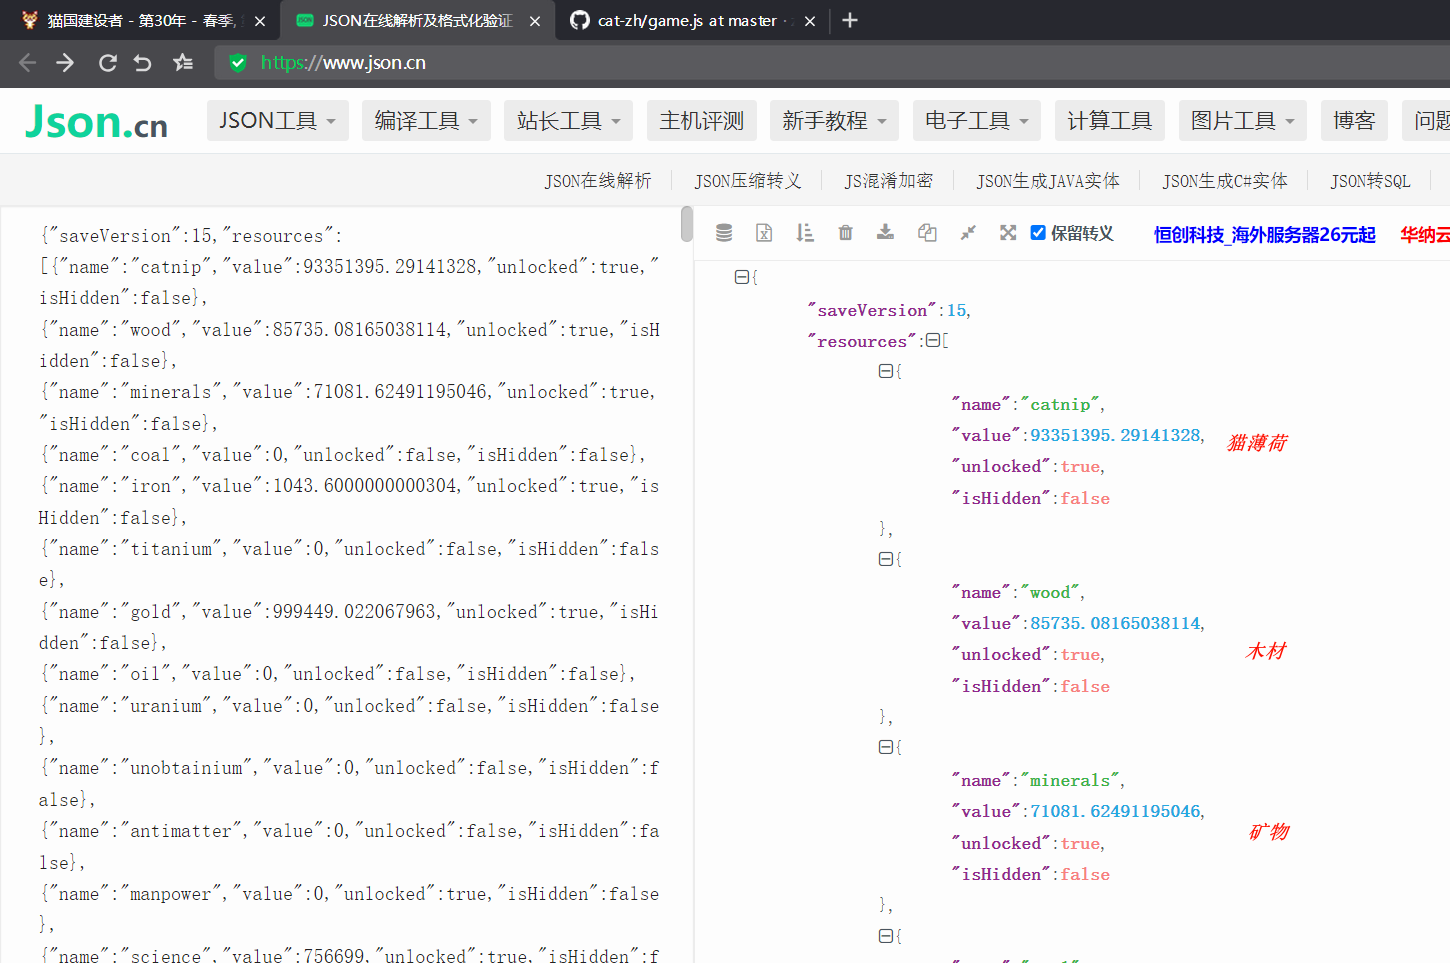 猫国建设者 - 第30年 - 春季,
JSON在线解析及格式化验证
cat-zh/game.js at master ·
https://www.json.cn
Json.cn
JSON工具
编译工具
站长工具
主机评测
新手教程
电子工具
计算工具
图片工具
博客
问题
JSON在线解析
JSON压缩转义
JS混淆加密
JSON生成JAVA实体
JSON生成C#实体
JSON转SQL
{"saveVersion":15,"resources":
[{"name":"catnip","value":93351395.29141328,"unlocked":true,"
isHidden":false},
{"name":"wood","value":85735.08165038114,"unlocked":true,"isH
idden":false},
{"name":"minerals","value":71081.62491195046,"unlocked":true,
"isHidden":false},
{"name":"coal","value":0,"unlocked":false,"isHidden":false},
{"name":"iron","value":1043.6000000000304,"unlocked":true,"is
Hidden":false},
{"name":"titanium","value":0,"unlocked":false,"isHidden":fals
e},
{"name":"gold","value":999449.022067963,"unlocked":true,"isHi
dden":false},
{"name":"oil","value":0,"unlocked":false,"isHidden":false},
{"name":"uranium","value":0,"unlocked":false,"isHidden":false
},
{"name":"unobtainium","value":0,"unlocked":false,"isHidden":f
alse},
{"name":"antimatter","value":0,"unlocked":false,"isHidden":fa
lse},
{"name":"manpower","value":0,"unlocked":true,"isHidden":false
},
{"name":"science","value":756699,"unlocked":true,"isHidden":f
保留转义
恒创科技_海外服务器26元起
华纳云
{
"saveVersion":15,
"resources":[
{
"name":"catnip",
"value":93351395.29141328,
猫薄荷
"unlocked":true,
"isHidden":false
},
{
"name":"wood",
"value":85735.08165038114,
木材
"unlocked":true,
"isHidden":false
},
{
"name":"minerals",
"value":71081.62491195046,
矿物
"unlocked":true,
"isHidden":false
},
{